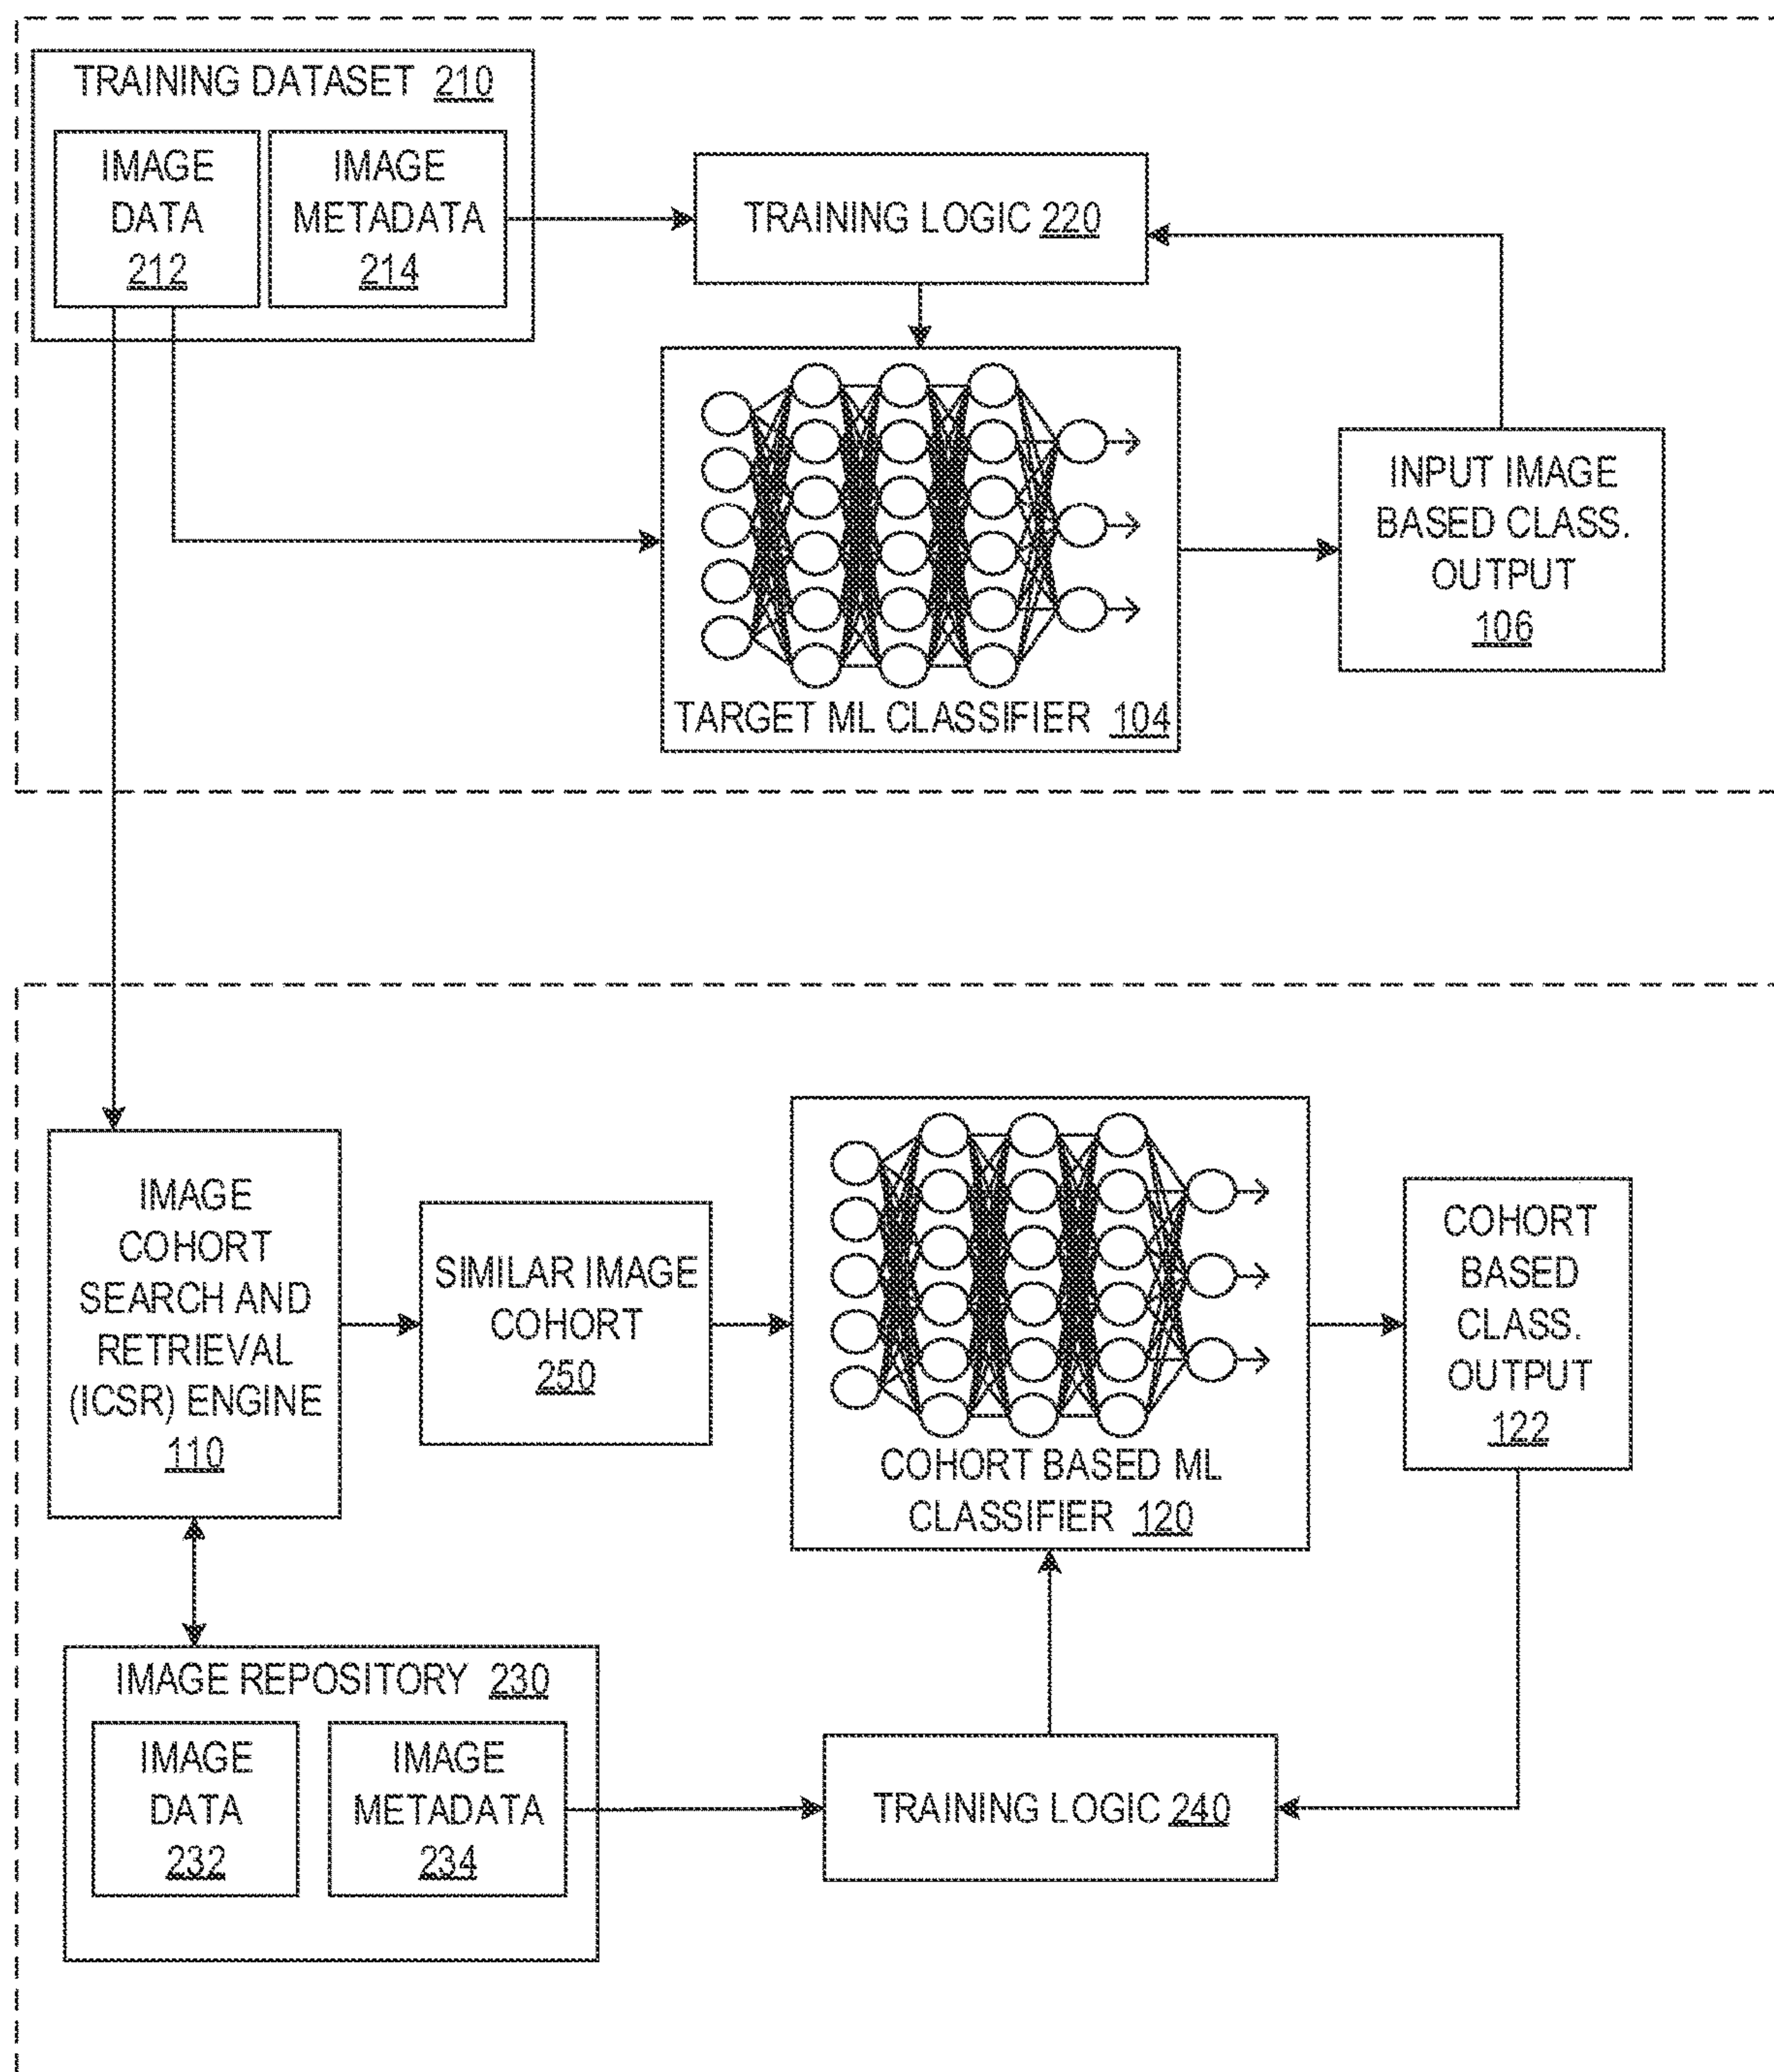 TRAINING DATASET 210
IMAGE
DATA
212
IMAGE
METADATA
214
TRAINING LOGIC 220
TARGET ML CLASSIFIER 104
INPUT IMAGE
BASED CLASS.
OUTPUT
106
IMAGE
COHORT
SEARCH AND
RETRIEVAL
(ICSR) ENGINE
110
SIMILAR IMAGE
COHORT
250
COHORT BASED ML
CLASSIFIER 120
COHORT
BASED
CLASS.
OUTPUT
122
IMAGE REPOSITORY 230
IMAGE
DATA
232
IMAGE
METADATA
234
TRAINING LOGIC 240